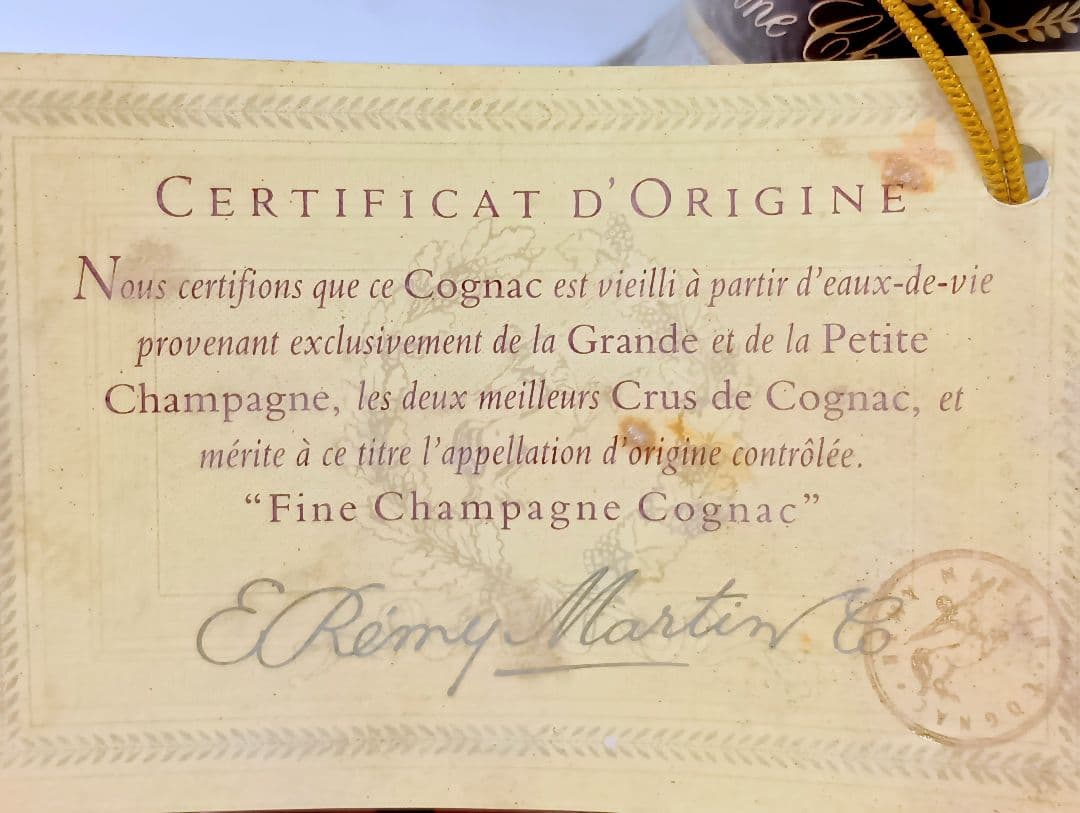 ne Ch
CERTIFICAT D'ORIGINE
Nous certifions que ce Cognac est vieilli à partir d'eaux-de-vie
provenant exclusivement de la Grande et de la Petite
Champagne, les deux meilleurs Crus de Cognac, et
mérite à ce titre l'appellation d'origine contrôlée.
“Fine Champagne Cognac”
E Rémy Martin & Co